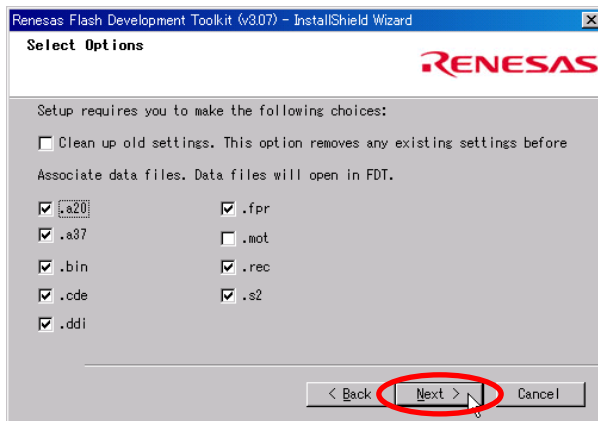 Renesas Flash Development Toolkit (v3.07) - InstallShield Wizard
Select Options
RENESAS
Setup requires you to make the following choices:
Clean up old settings. This option removes any existing settings before
Associate data files. Data files will open in FDT.
.a20 .fpr
.a37 .mot
.bin .rec
.cde .s2
.ddi
< Back Next > Cancel